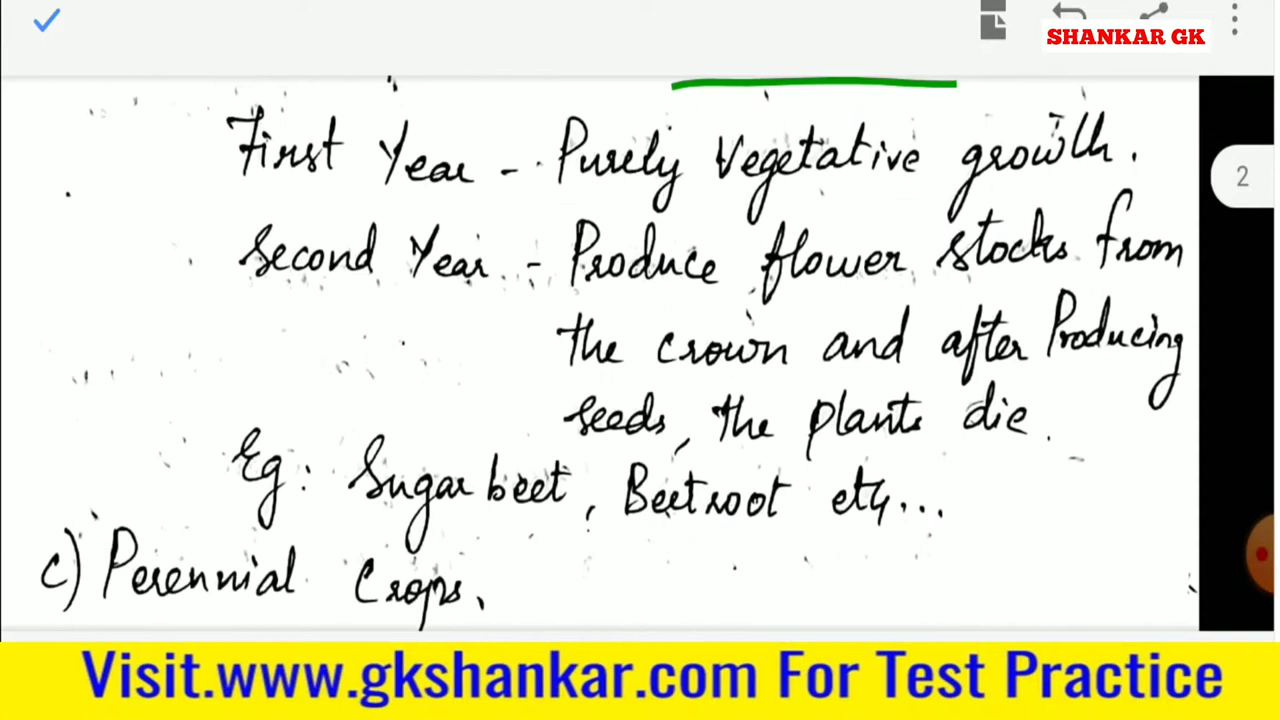 SHANKAR GK
First Year - Purely Vegetative growth.
2
Second Year - Produce flower stocks from
the crown and after Producing
seeds, the plants die.
Eg: Sugarbeet, Beetroot etc...
c) Perennial Crops.
Visit.www.gkshankar.com For Test Practice